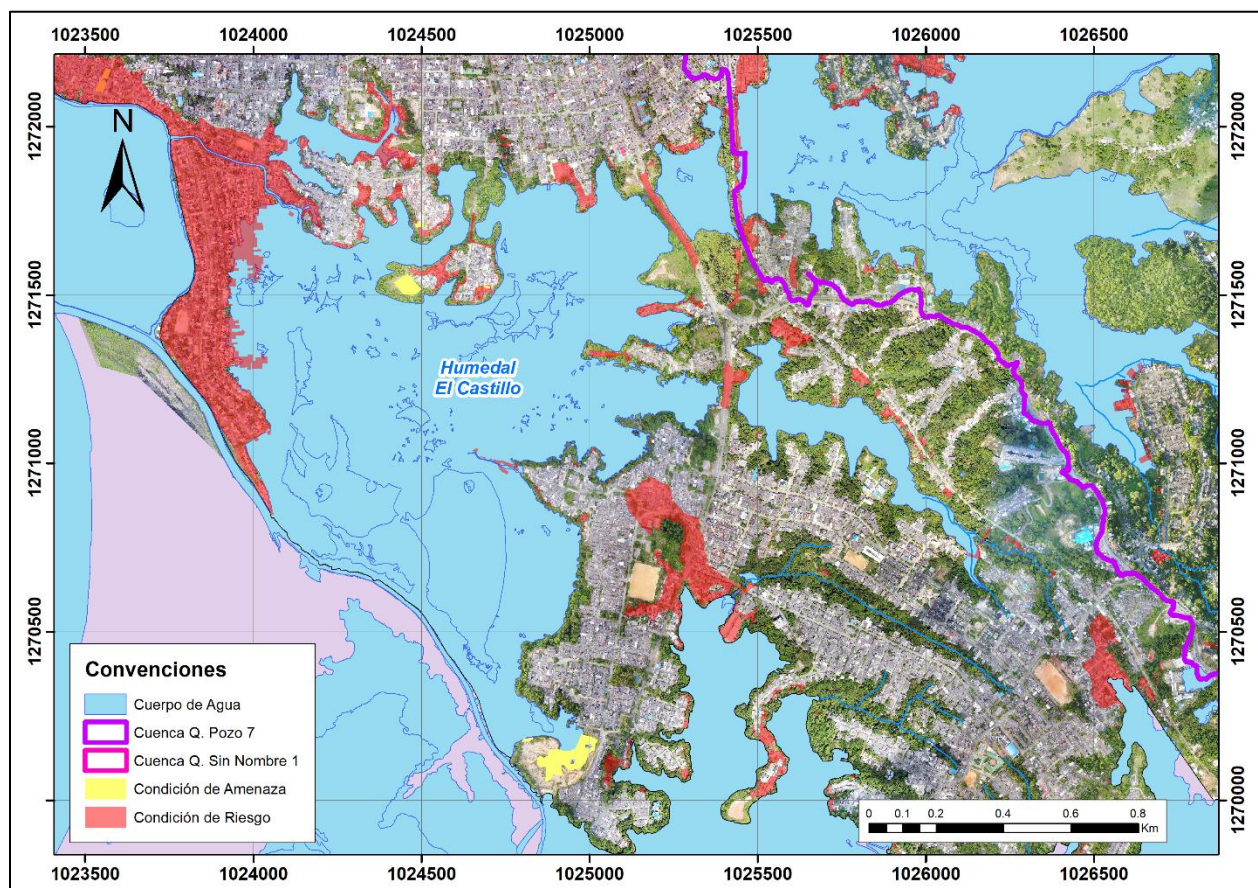 1023500 1024000 1024500 1025000 1025500 1026000 1026500
1272000
1272000
N
1271500
1271500
Humedal
El Castillo
1271000
1271000
1270500
1270500
Convenciones
Cuerpo de Agua
Cuenca Q. Pozo 7
Cuenca Q. Sin Nombre 1
Condición de Amenaza
Condición de Riesgo
1270000
0 0.1 0.2 0.4 0.6 0.8
Km
1023500 1024000 1024500 1025000 1025500 1026000 1026500